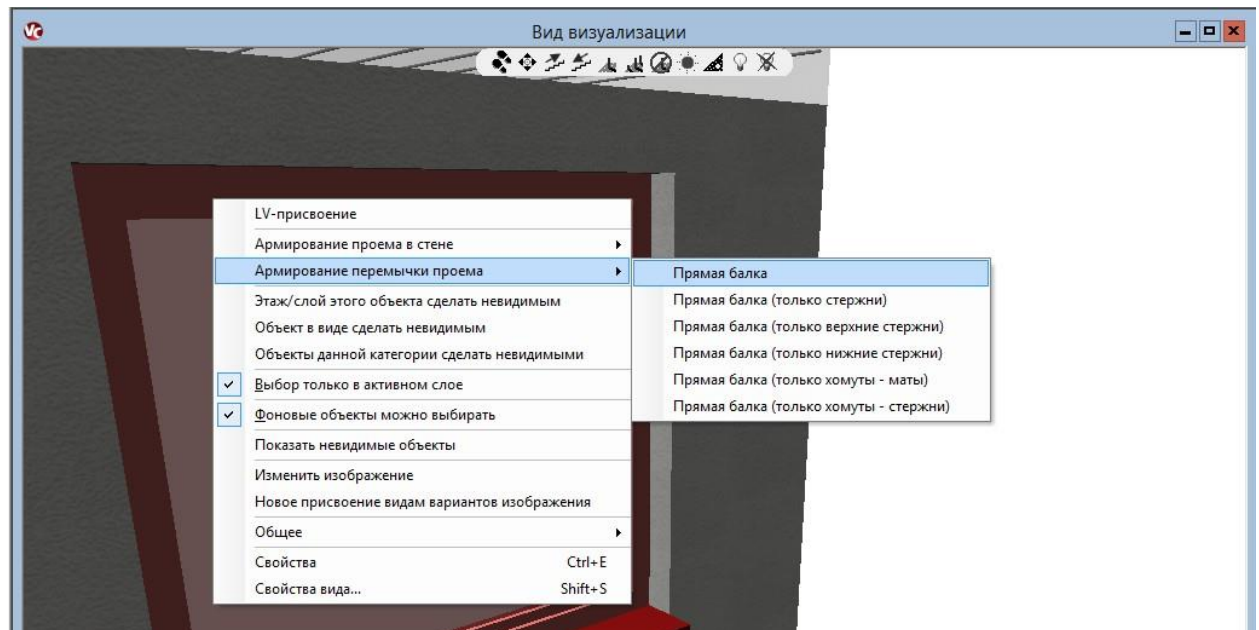 Vc
Вид визуализации
LV-присвоение
Армирование проема в стене
Армирование перемычки проема
Этаж/слой этого объекта сделать невидимым
Объект в виде сделать невидимым
Объекты данной категории сделать невидимыми
Выбор только в активном слое
Фоновые объекты можно выбирать
Показать невидимые объекты
Изменить изображение
Новое присвоение видам вариантов изображения
Общее
Свойства Ctrl+E
Свойства вида... Shift+S
Прямая балка
Прямая балка (только стержни)
Прямая балка (только верхние стержни)
Прямая балка (только нижние стержни)
Прямая балка (только хомуты - маты)
Прямая балка (только хомуты - стержни)